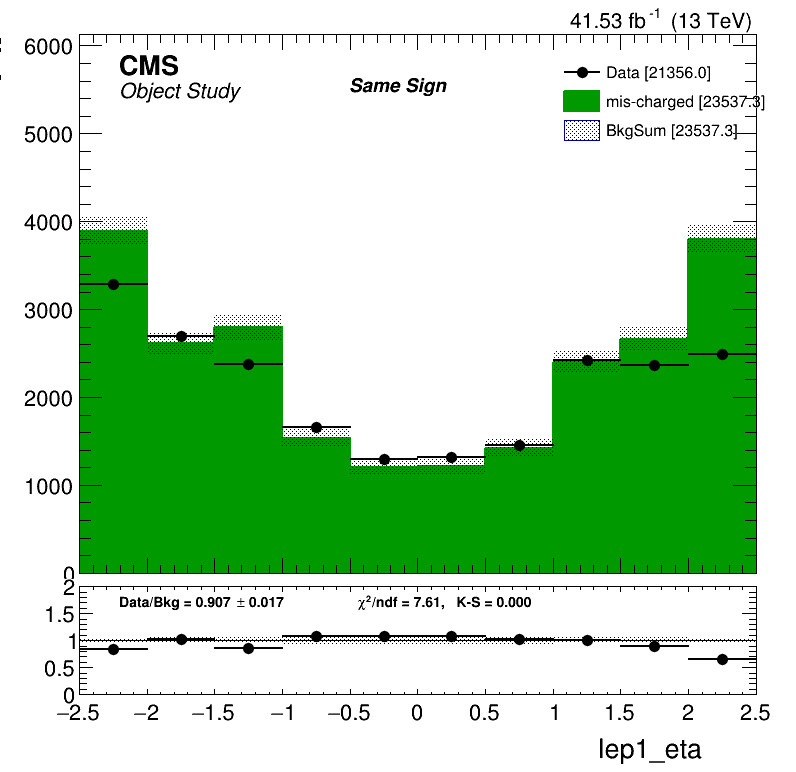 41.53 fb⁻¹ (13 TeV)
CMS
Object Study
Same Sign
Data [21356.0]
mis-charged [23537.3]
BkgSum [23537.3]
6000
5000
4000
3000
2000
1000
0
Data/Bkg = 0.907 ± 0.017
χ²/ndf = 7.61, K-S = 0.000
2
1.5
1
0.5
0
−2.5 −2 −1.5 −1 −0.5 0 0.5 1 1.5 2 2.5
lep1_eta